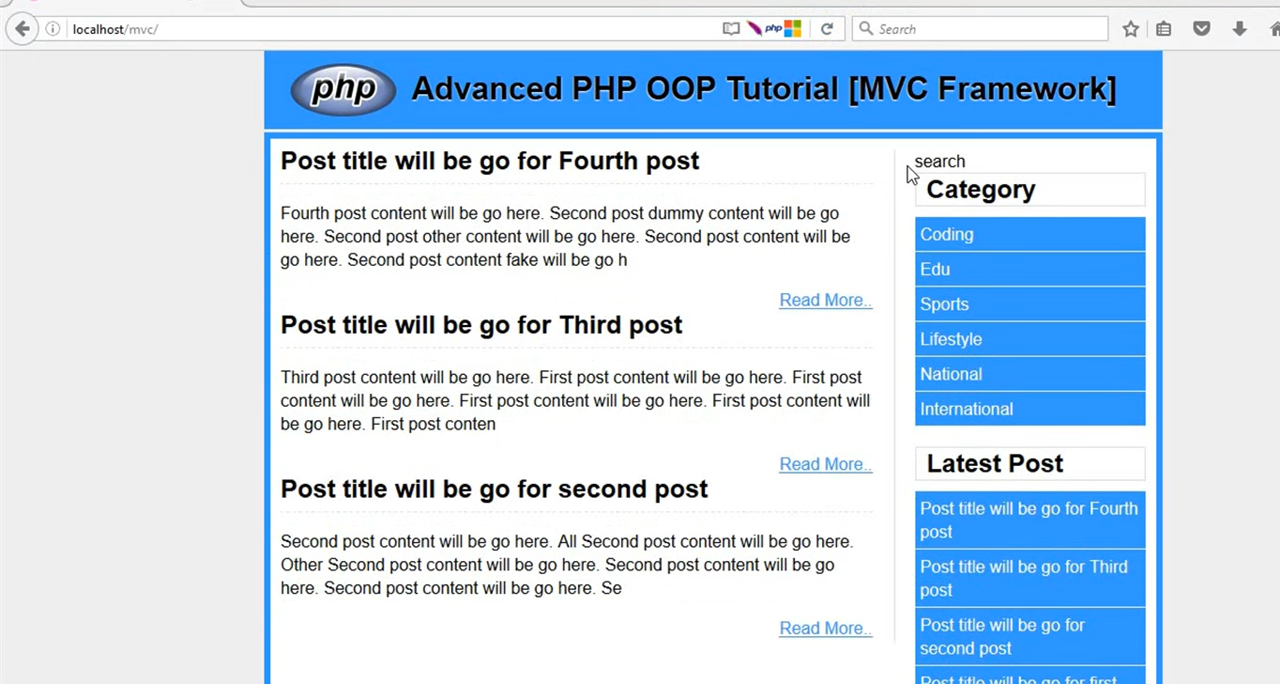 localhost/mvc/
php
Search
php
Advanced PHP OOP Tutorial [MVC Framework]
Post title will be go for Fourth post
Fourth post content will be go here. Second post dummy content will be go
here. Second post other content will be go here. Second post content will be
go here. Second post content fake will be go h
Read More..
Post title will be go for Third post
Third post content will be go here. First post content will be go here. First post
content will be go here. First post content will be go here. First post content will
be go here. First post conten
Read More..
Post title will be go for second post
Second post content will be go here. All Second post content will be go here.
Other Second post content will be go here. Second post content will be go
here. Second post content will be go here. Se
Read More..
search
Category
Coding
Edu
Sports
Lifestyle
National
International
Latest Post
Post title will be go for Fourth
post
Post title will be go for Third
post
Post title will be go for
second post
Post title will be go for first